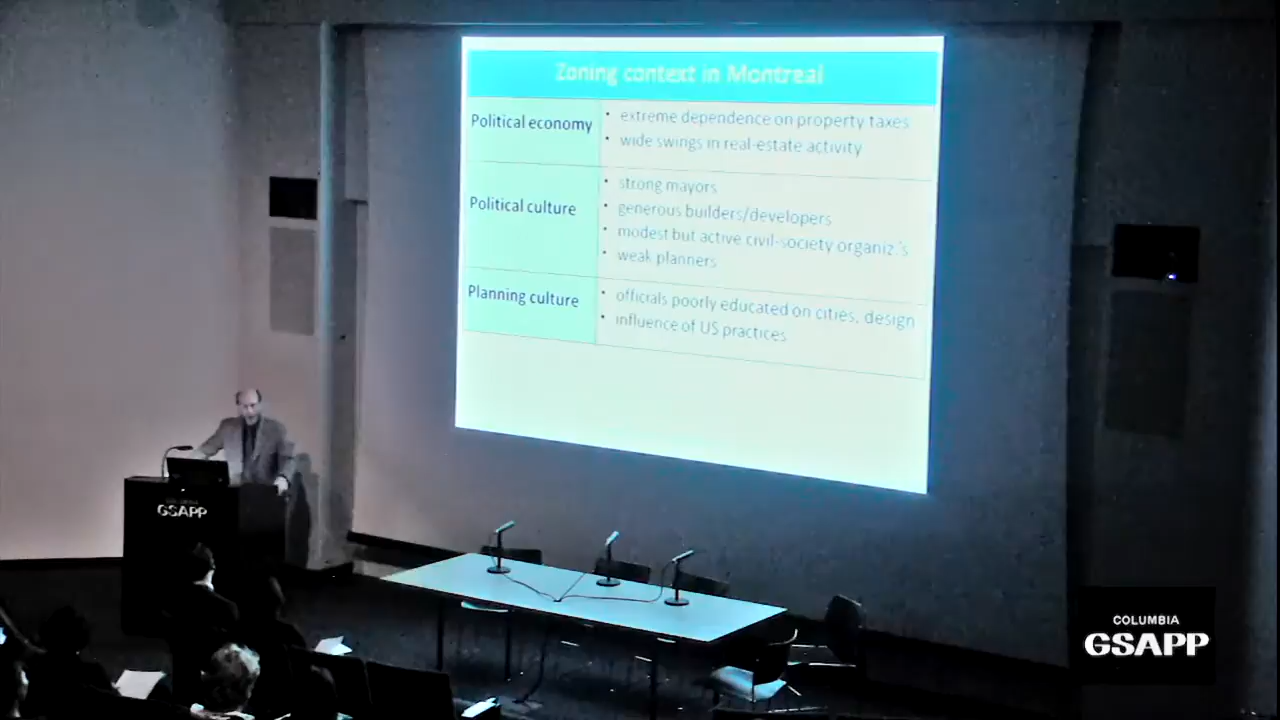 Zoning context in Montreal
Political economy
• extreme dependence on property taxes
• wide swings in real-estate activity
Political culture
• strong mayors
• generous builders/developers
• modest but active civil-society organiz.'s
• weak planners
Planning culture
• officials poorly educated on cities, design
• influence of US practices
GSAPP
COLUMBIA
GSAPP